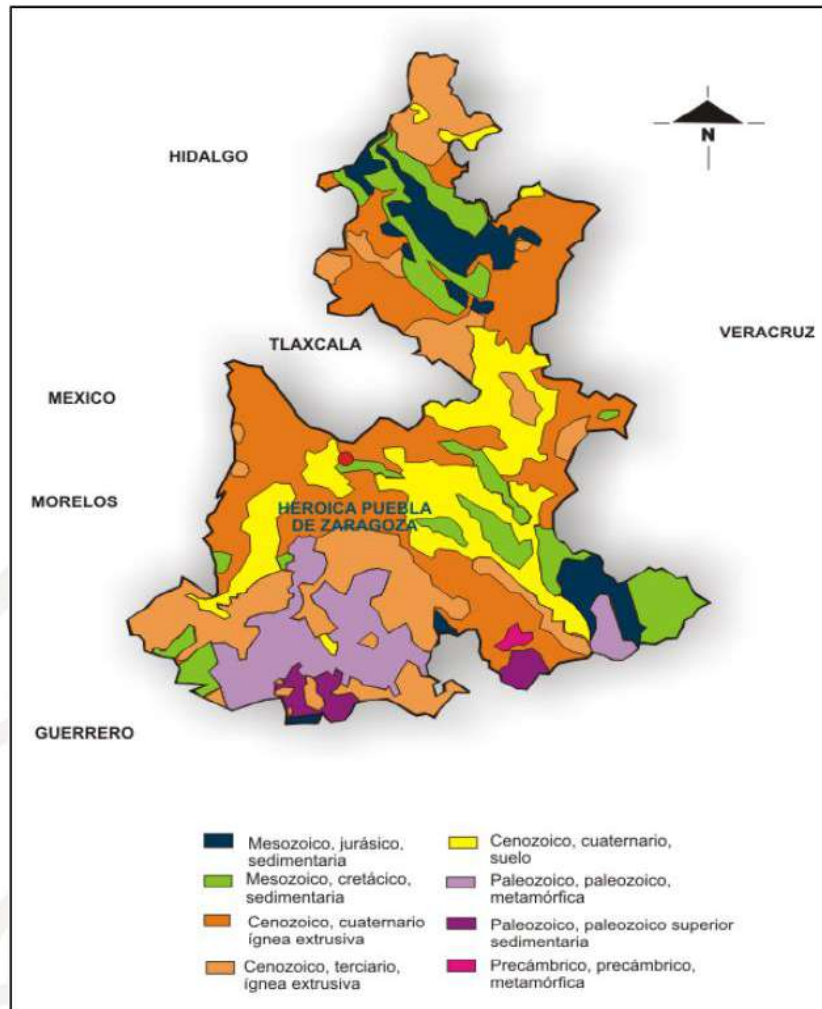 N
HIDALGO
VERACRUZ
TLAXCALA
MEXICO
MORELOS
HEROICA PUEBLA
DE ZARAGOZA
GUERRERO
Mesozoico, jurásico,
sedimentaria
Mesozoico, cretácico,
sedimentaria
Cenozoico, cuaternario
ígnea extrusiva
Cenozoico, terciario,
ígnea extrusiva
Cenozoico, cuaternario,
suelo
Paleozoico, paleozoico,
metamórfica
Paleozoico, paleozoico superior
sedimentaria
Precámbrico, precámbrico,
metamórfica